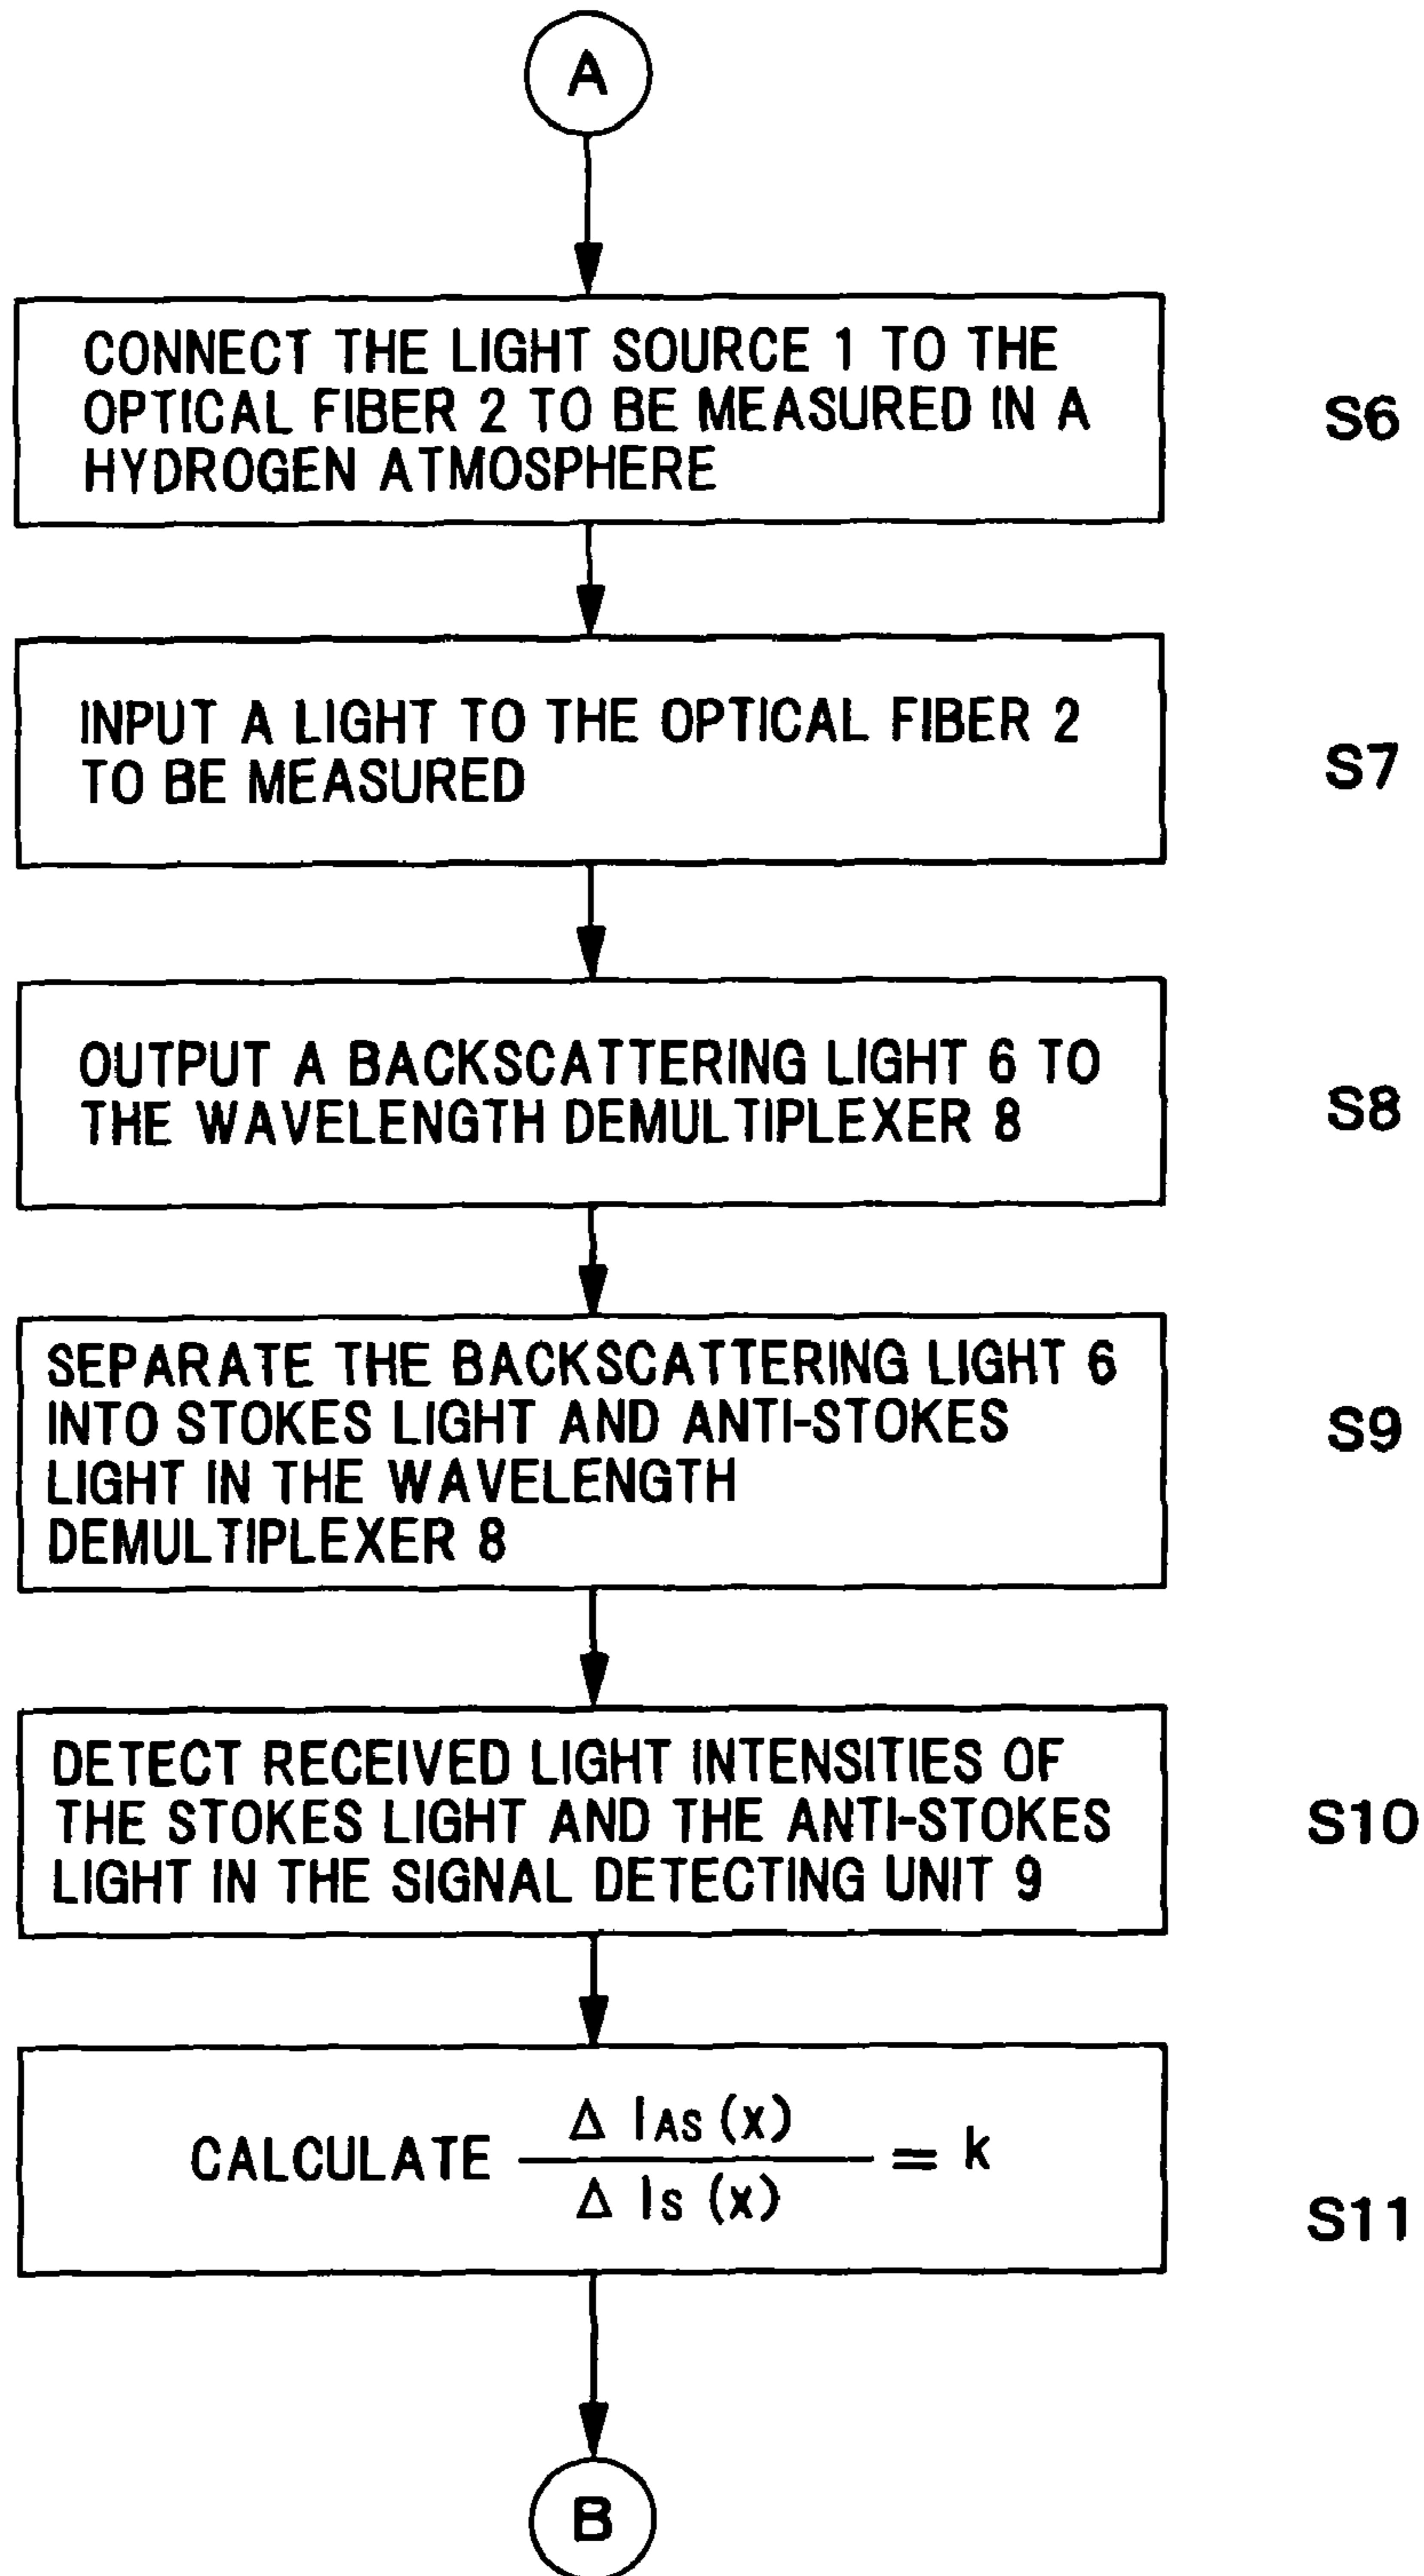 A
CONNECT THE LIGHT SOURCE 1 TO THE
OPTICAL FIBER 2 TO BE MEASURED IN A
HYDROGEN ATMOSPHERE
S6
INPUT A LIGHT TO THE OPTICAL FIBER 2
TO BE MEASURED
S7
OUTPUT A BACKSCATTERING LIGHT 6 TO
THE WAVELENGTH DEMULTIPLEXER 8
S8
SEPARATE THE BACKSCATTERING LIGHT 6
INTO STOKES LIGHT AND ANTI-STOKES
LIGHT IN THE WAVELENGTH
DEMULTIPLEXER 8
S9
DETECT RECEIVED LIGHT INTENSITIES OF
THE STOKES LIGHT AND THE ANTI-STOKES
LIGHT IN THE SIGNAL DETECTING UNIT 9
S10
Δ IAS (x)
CALCULATE = k
Δ IS (x)
S11
B